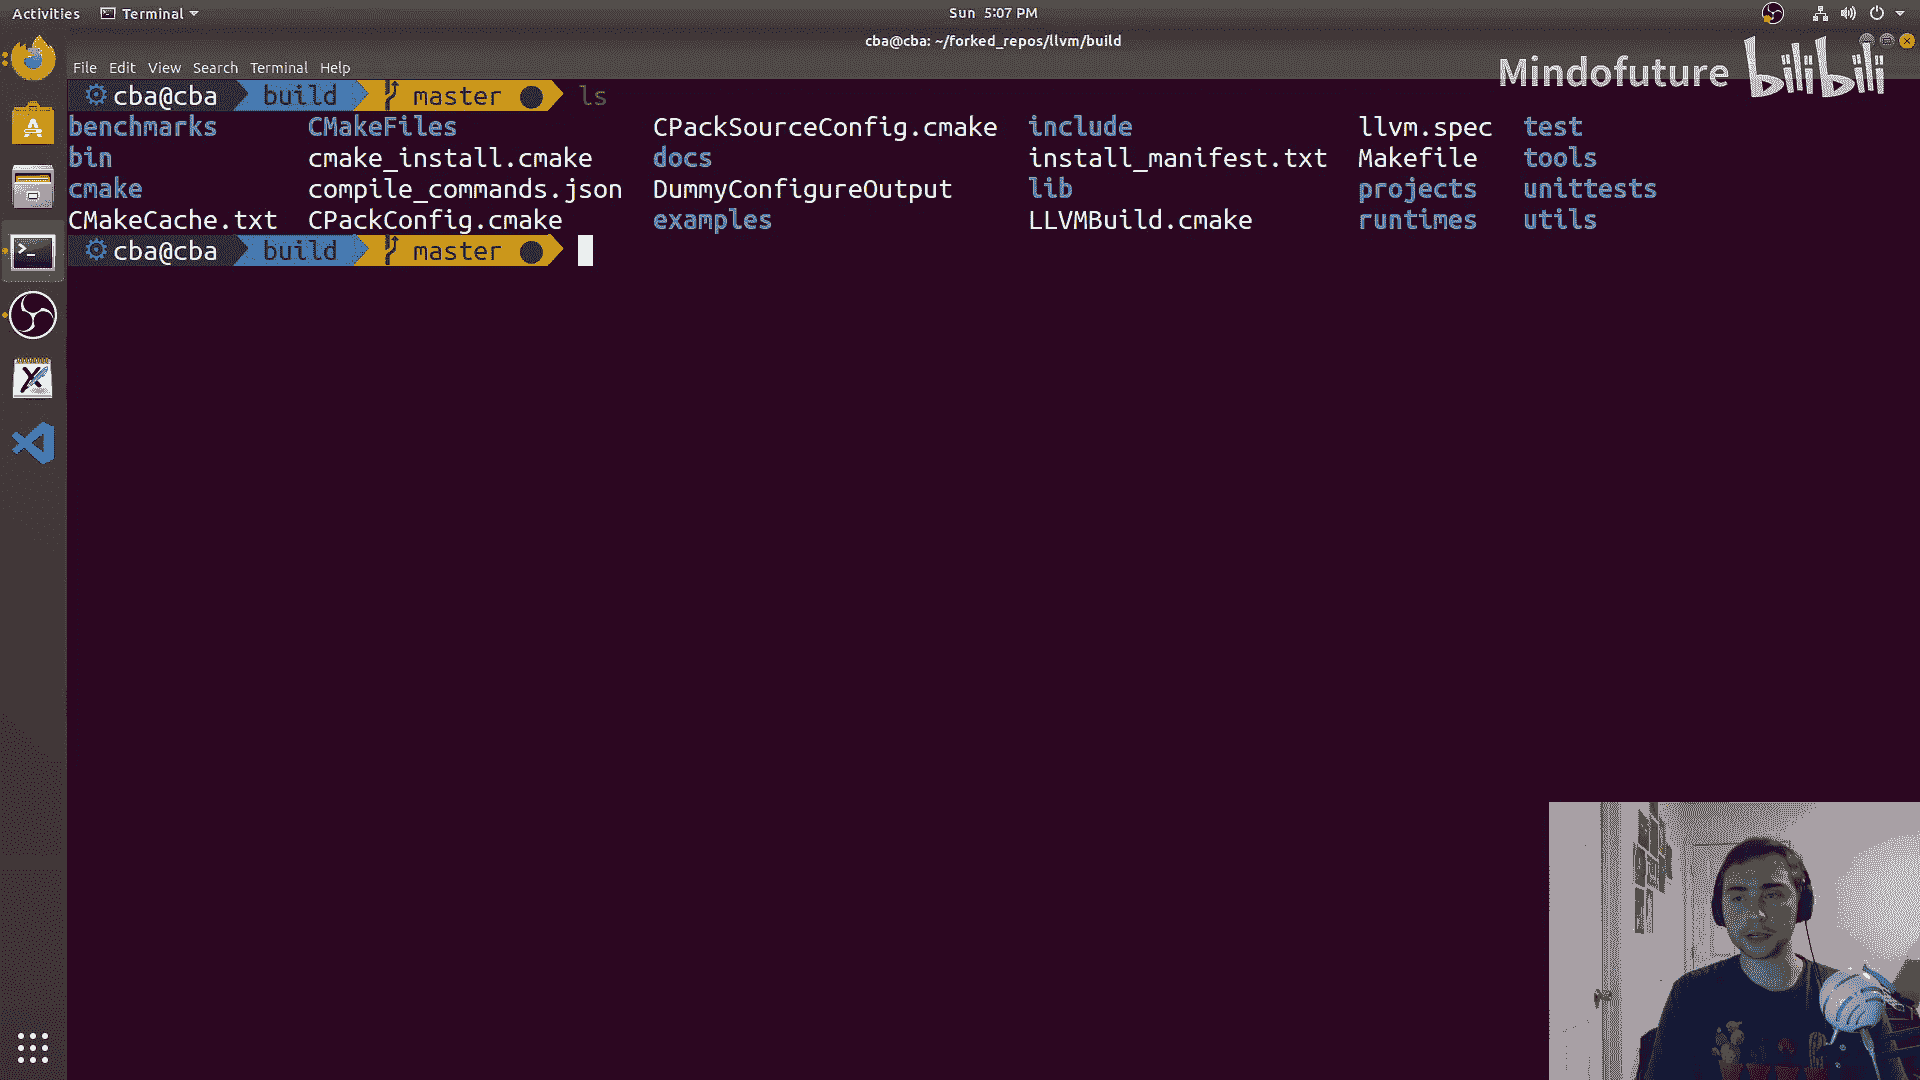 Activities Terminal Sun 5:07 PM
cba@cba: ~/forked_repos/llvm/build
File Edit View Search Terminal Help
Mindofuture bilibili
cba@cba build master ls
benchmarks CMakeFiles CPackSourceConfig.cmake include llvm.spec test
bin cmake_install.cmake docs install_manifest.txt Makefile tools
cmake compile_commands.json DummyConfigureOutput lib projects unittests
CMakeCache.txt CPackConfig.cmake examples LLVMBuild.cmake runtimes utils
cba@cba build master